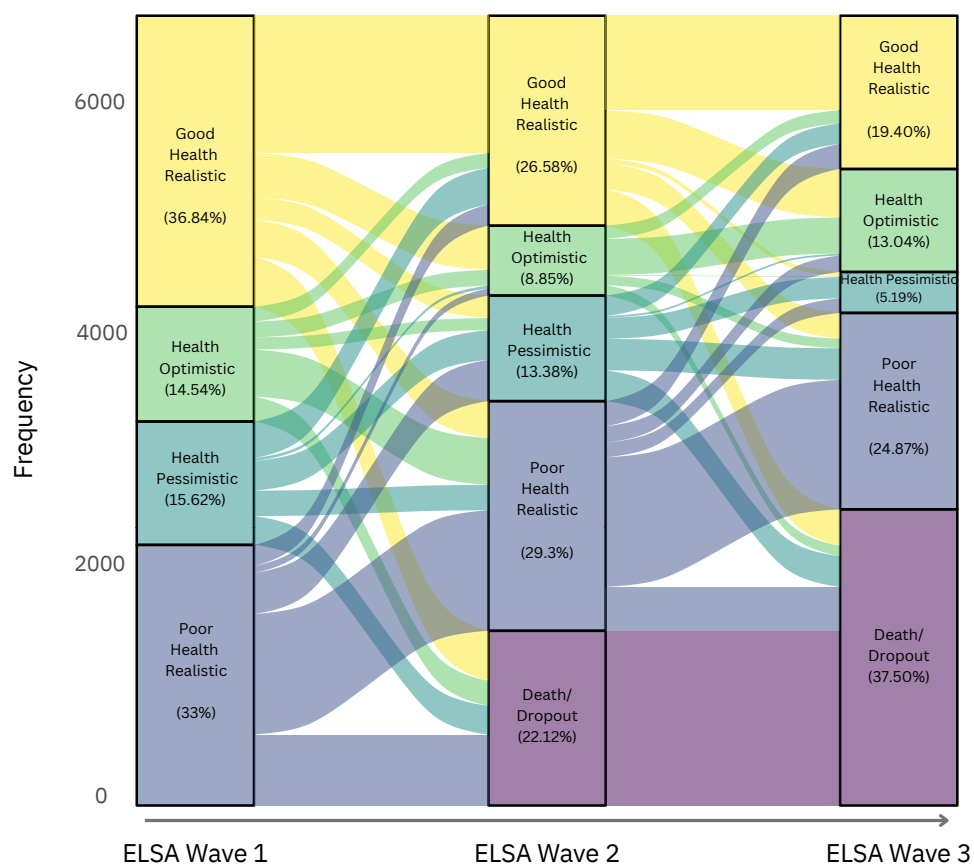 6000
4000
2000
0
Frequency
Good
Health
Realistic
(36.84%)
Health
Optimistic
(14.54%)
Health
Pessimistic
(15.62%)
Poor
Health
Realistic
(33%)
Good
Health
Realistic
(26.58%)
Health
Optimistic
(8.85%)
Health
Pessimistic
(13.38%)
Poor
Health
Realistic
(29.3%)
Death/
Dropout
(22.12%)
Good
Health
Realistic
(19.40%)
Health
Optimistic
(13.04%)
Health Pessimistic
(5.19%)
Poor
Health
Realistic
(24.87%)
Death/
Dropout
(37.50%)
ELSA Wave 1
ELSA Wave 2
ELSA Wave 3